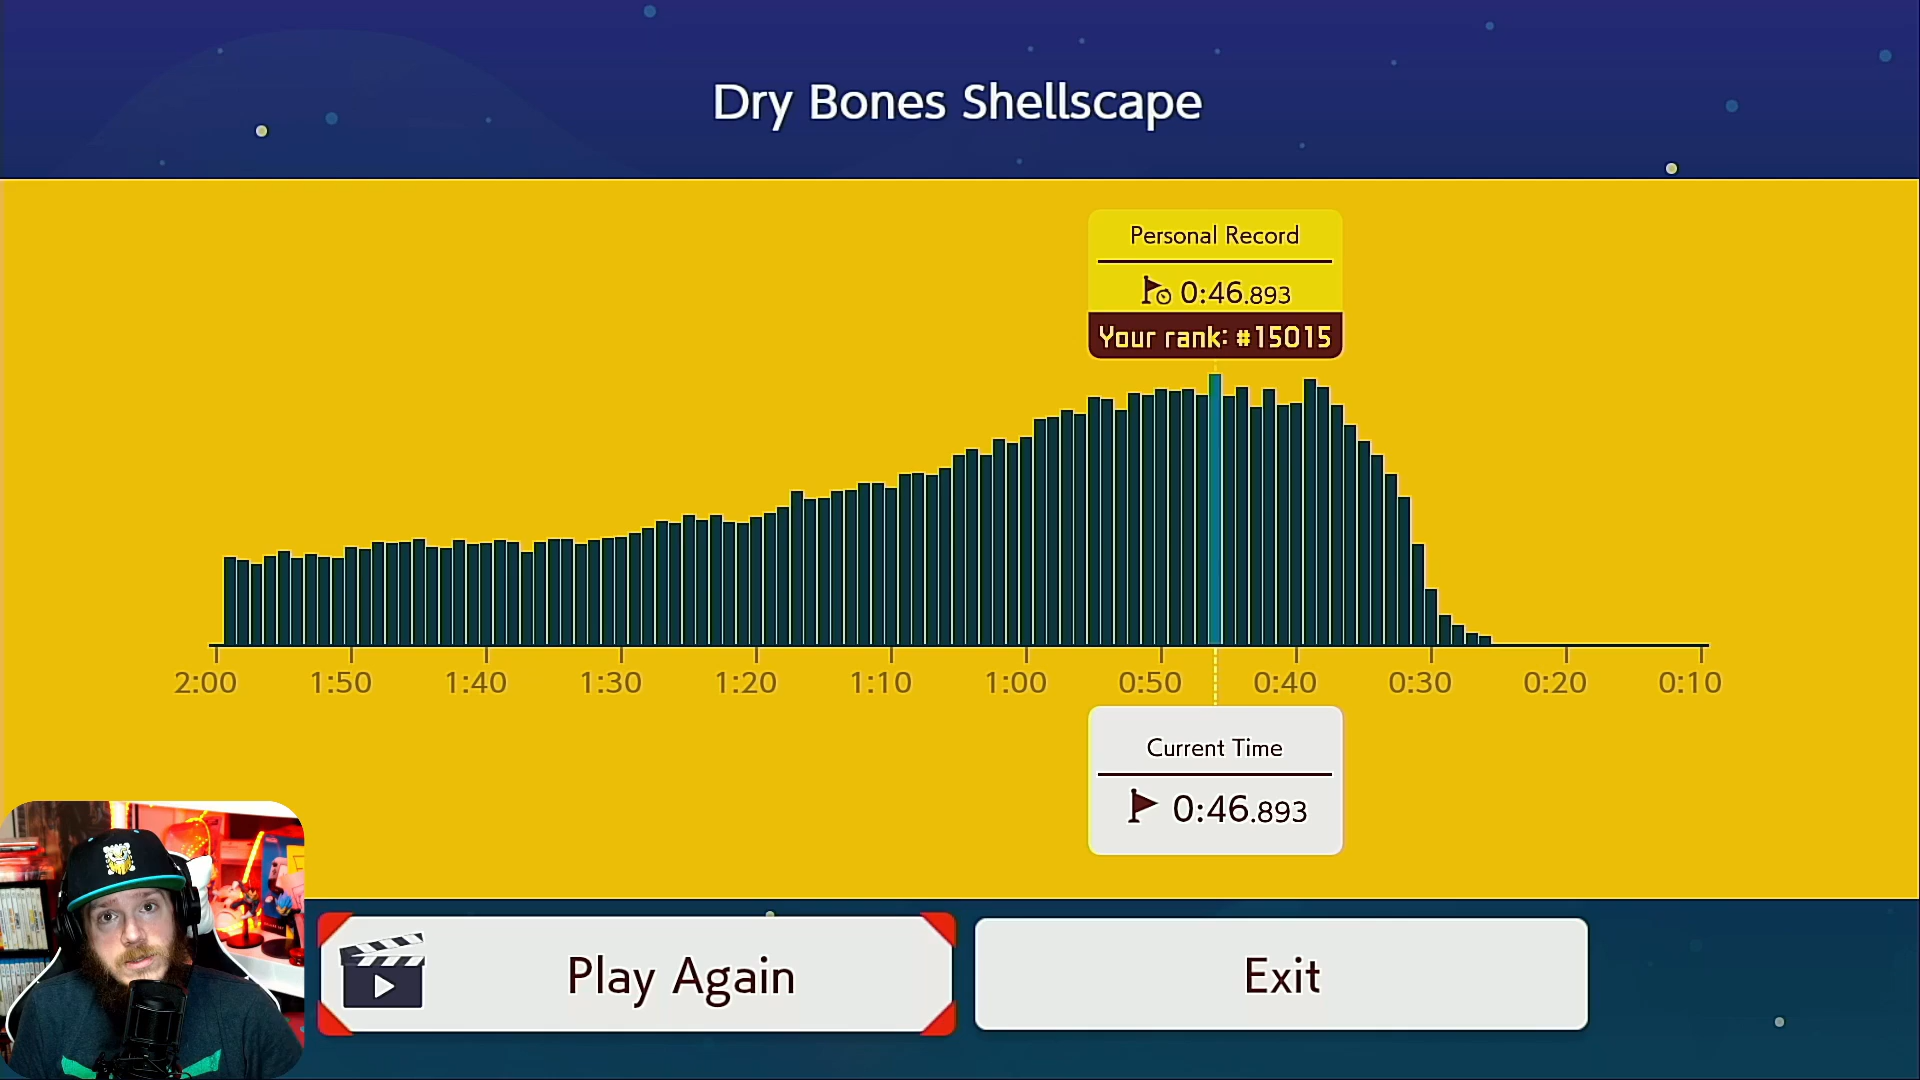 Dry Bones Shellscape
Personal Record
0:46.893
Your rank: #15015
2:00 1:50 1:40 1:30 1:20 1:10 1:00 0:50 0:40 0:30 0:20 0:10
Current Time
0:46.893
Play Again
Exit